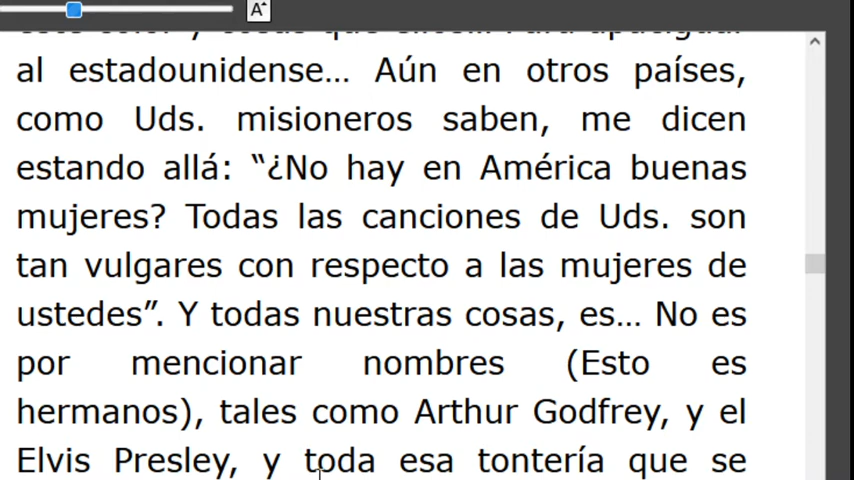 al estadounidense… Aún en otros países,
como Uds. misioneros saben, me dicen
estando allá: “¿No hay en América buenas
mujeres? Todas las canciones de Uds. son
tan vulgares con respecto a las mujeres de
ustedes”. Y todas nuestras cosas, es… No es
por mencionar nombres (Esto es
hermanos), tales como Arthur Godfrey, y el
Elvis Presley, y toda esa tontería que se